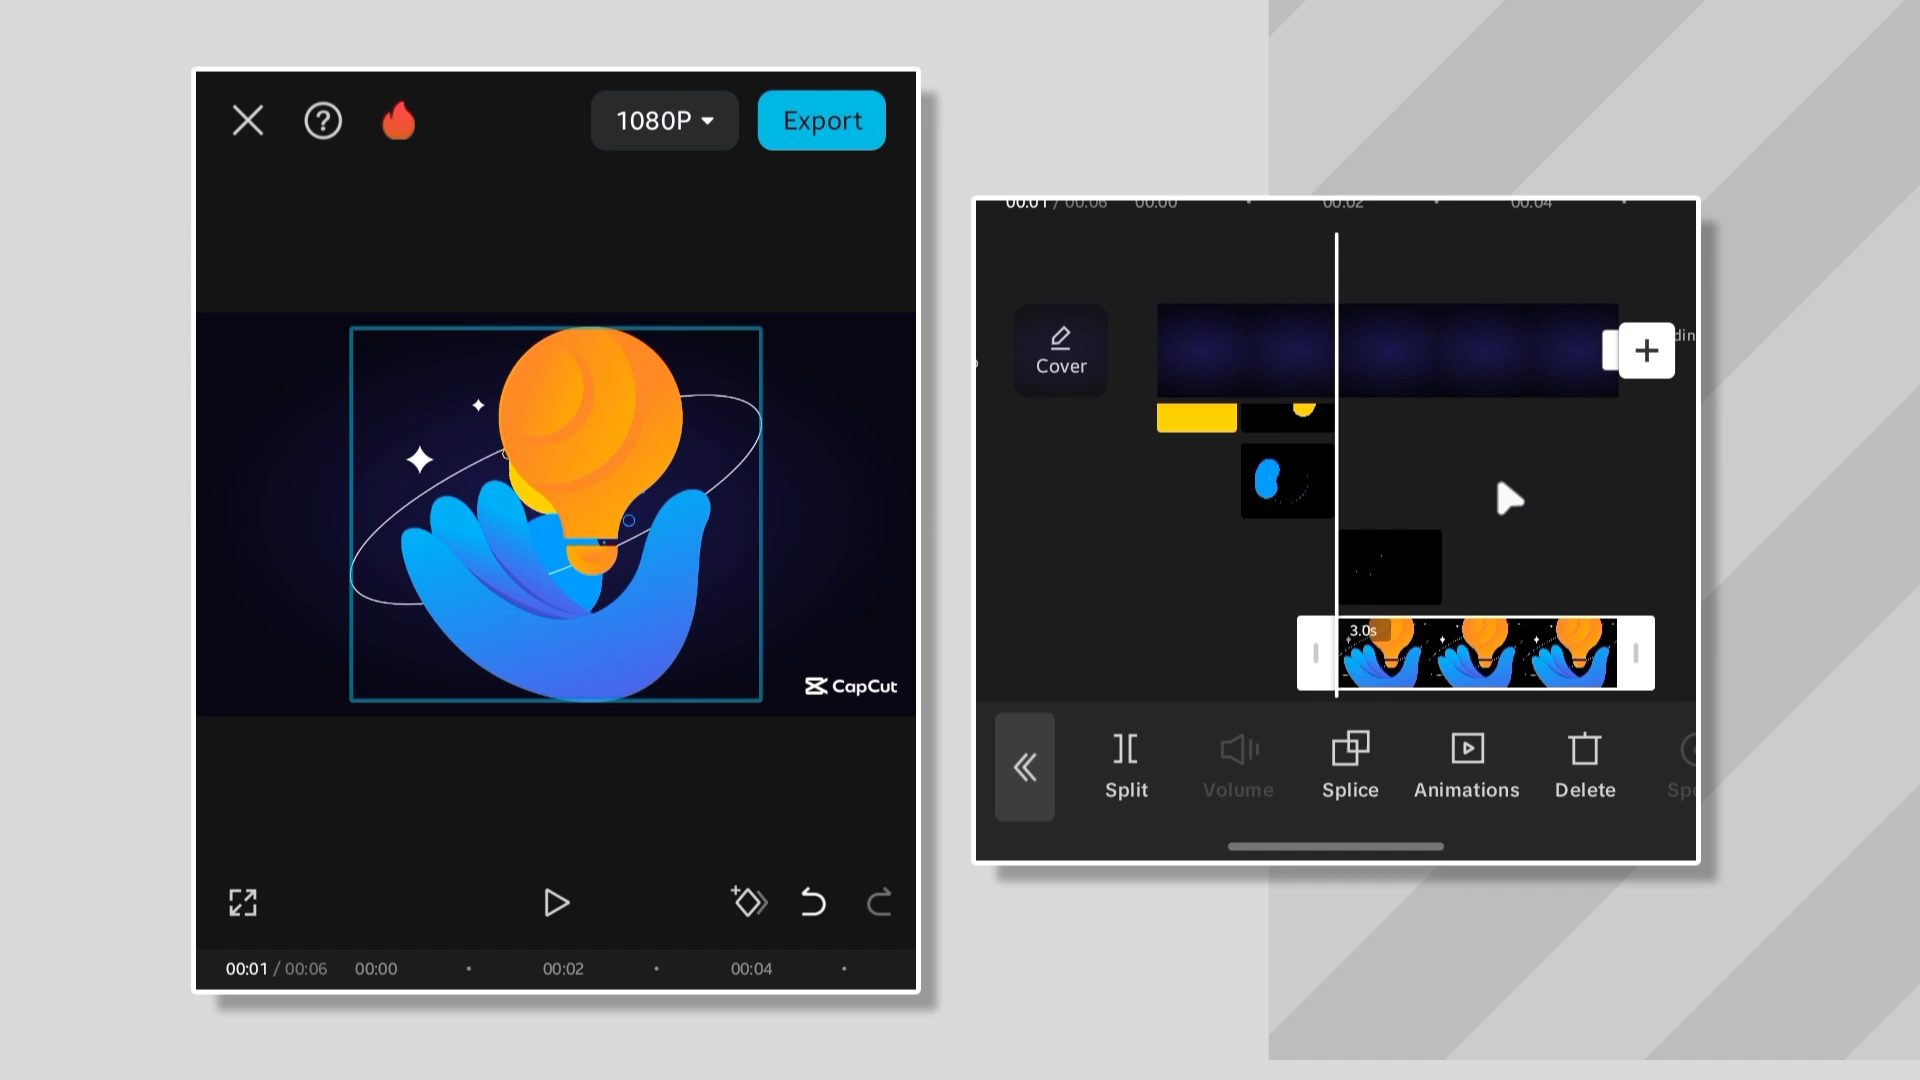 1080P
Export
CapCut
00:01 / 00:06 00:00 00:02 00:04
00:01 / 00:06 00:00 00:02 00:04
Cover
3.0s
Split Volume Splice Animations Delete